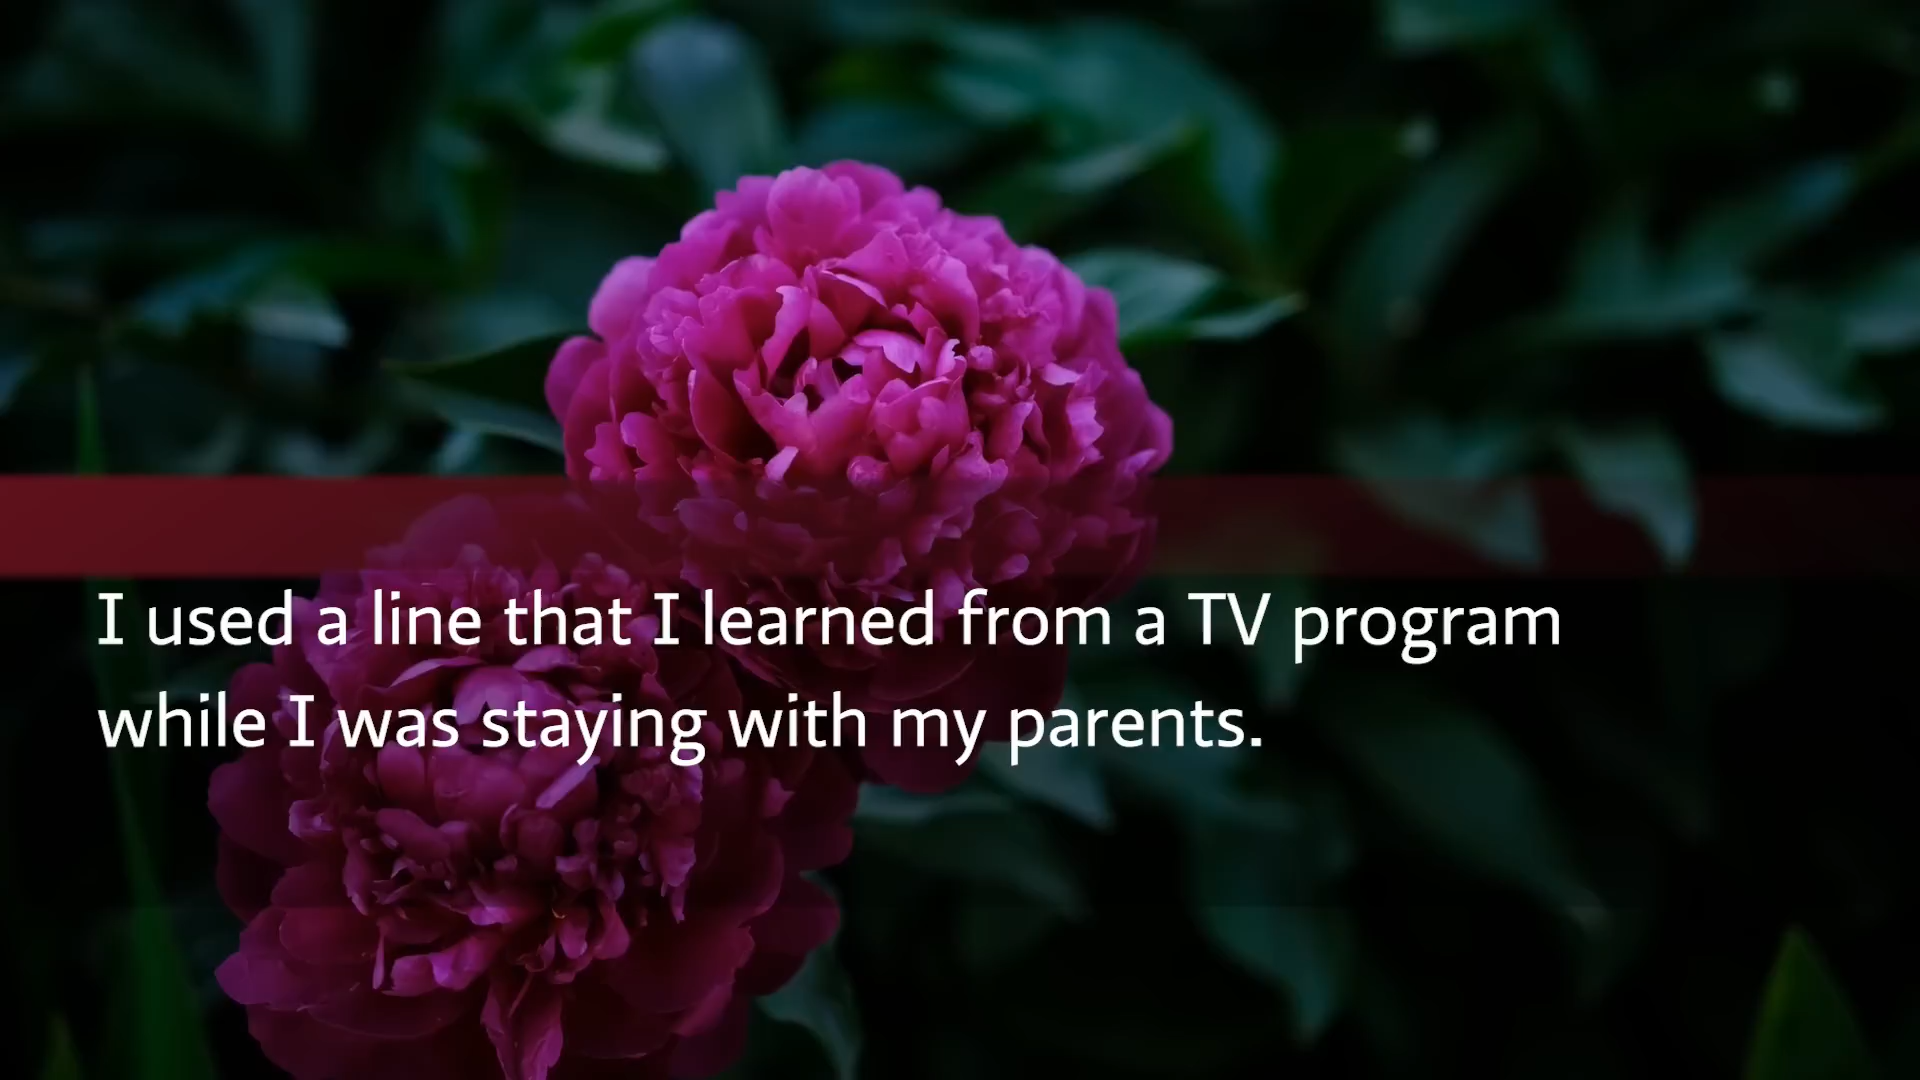 I used a line that I learned from a TV program
while I was staying with my parents.